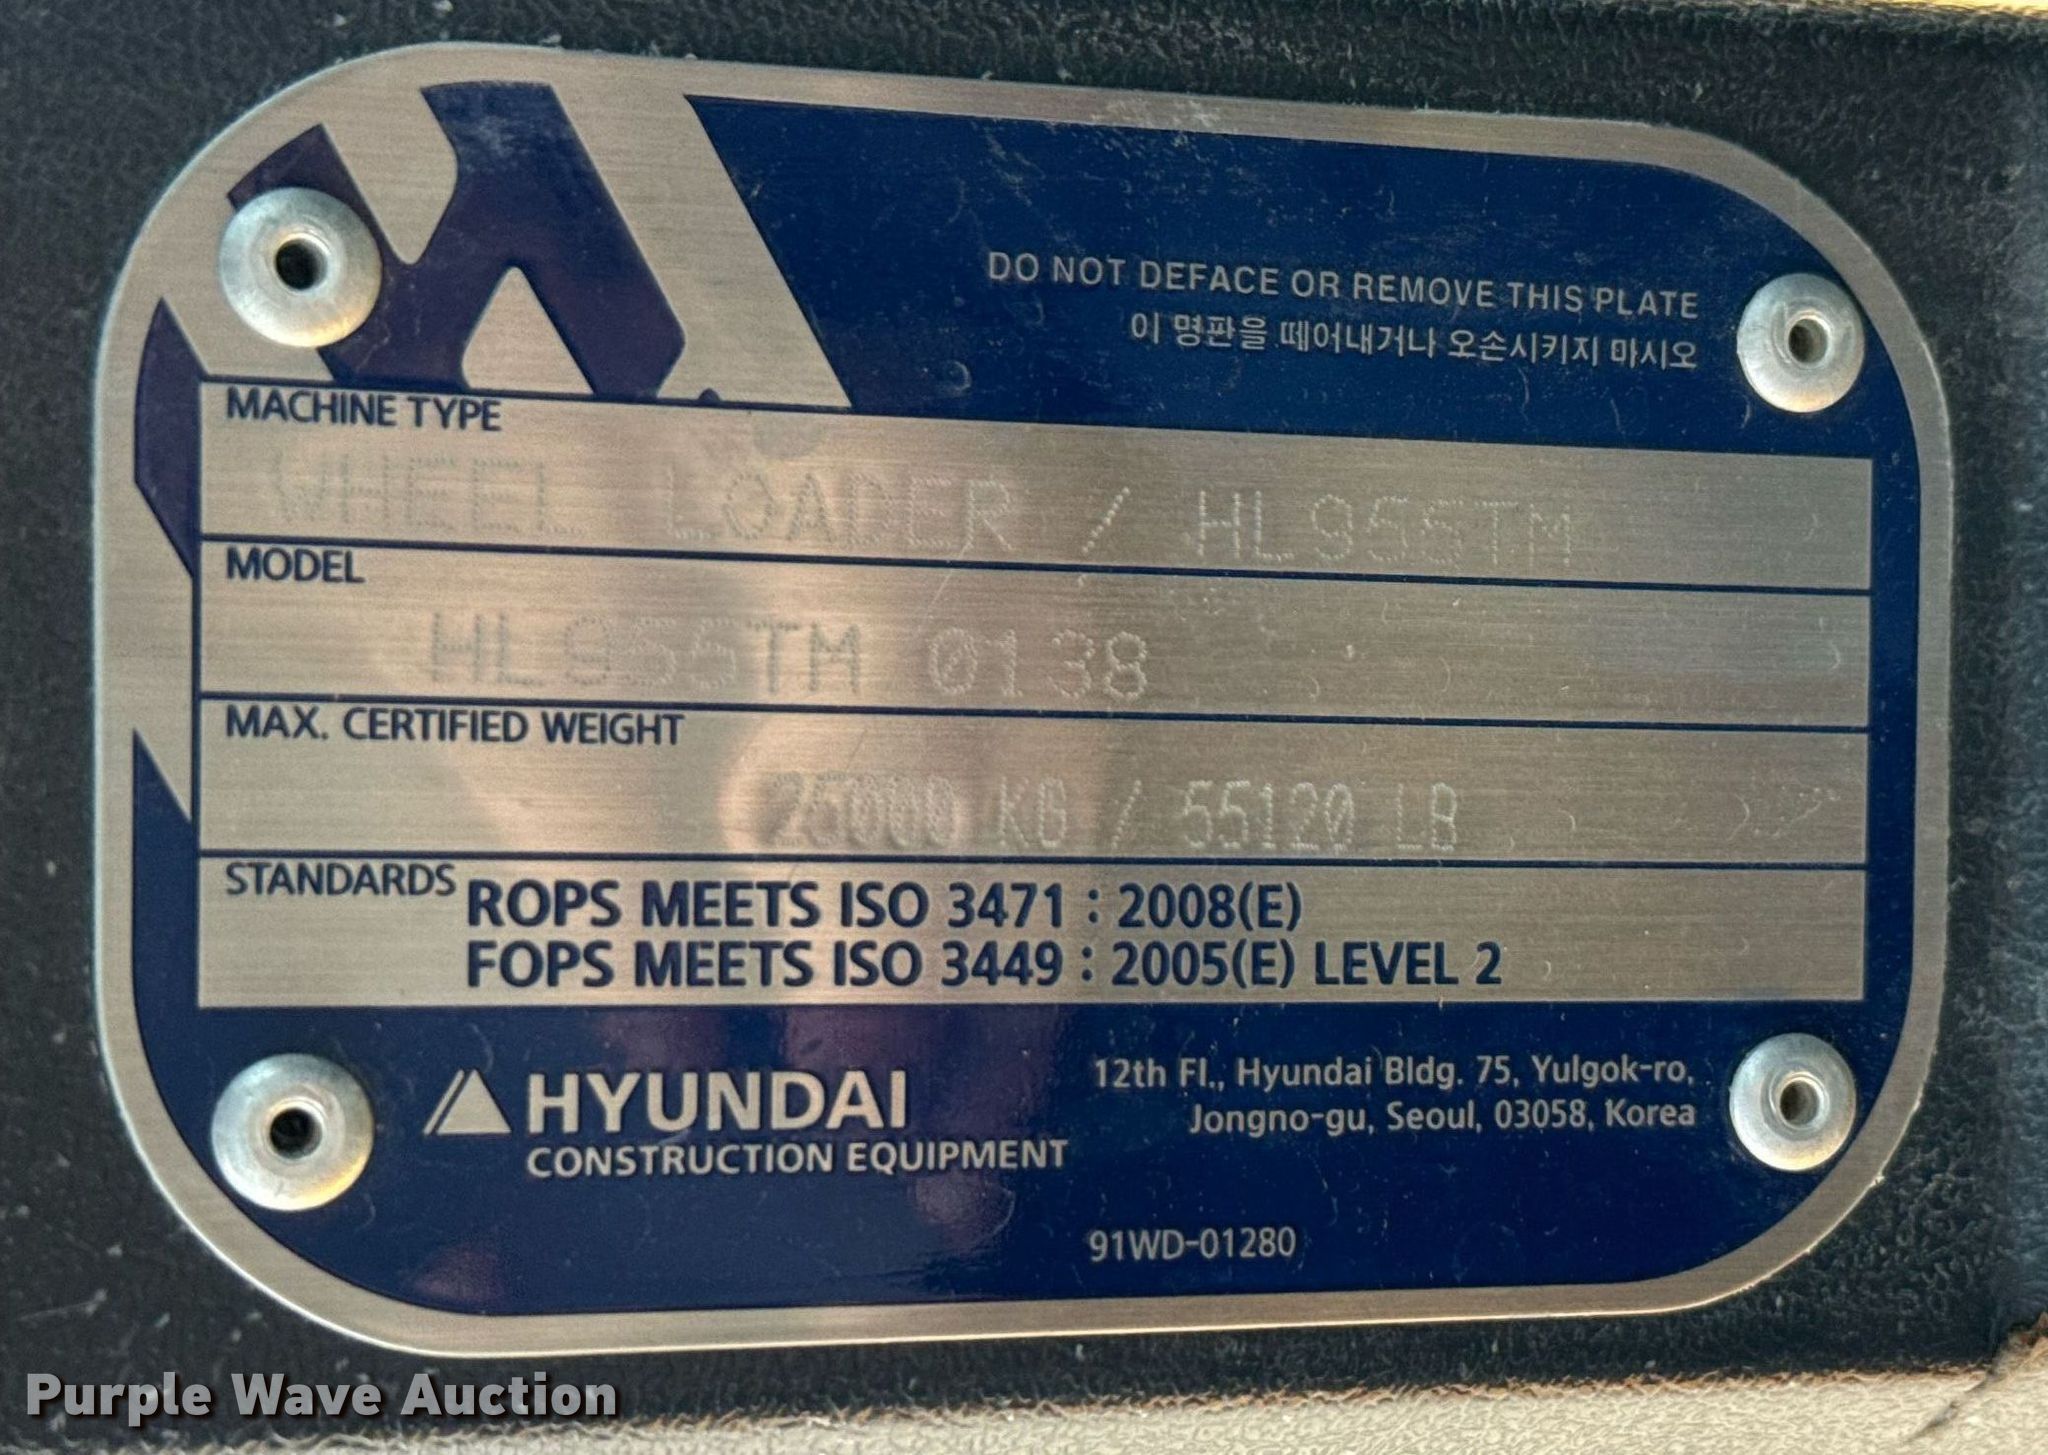 DO NOT DEFACE OR REMOVE THIS PLATE
이 명판을 떼어내거나 오손시키지 마시오
MACHINE TYPE
WHEEL LOADER / HL955TM
MODEL
HL955TM 0138
MAX. CERTIFIED WEIGHT
25000 KG / 55120 LB
STANDARDS ROPS MEETS ISO 3471 : 2008(E)
FOPS MEETS ISO 3449 : 2005(E) LEVEL 2
HYUNDAI
CONSTRUCTION EQUIPMENT
12th Fl., Hyundai Bldg. 75, Yulgok-ro,
Jongno-gu, Seoul, 03058, Korea
91WD-01280
Purple Wave Auction